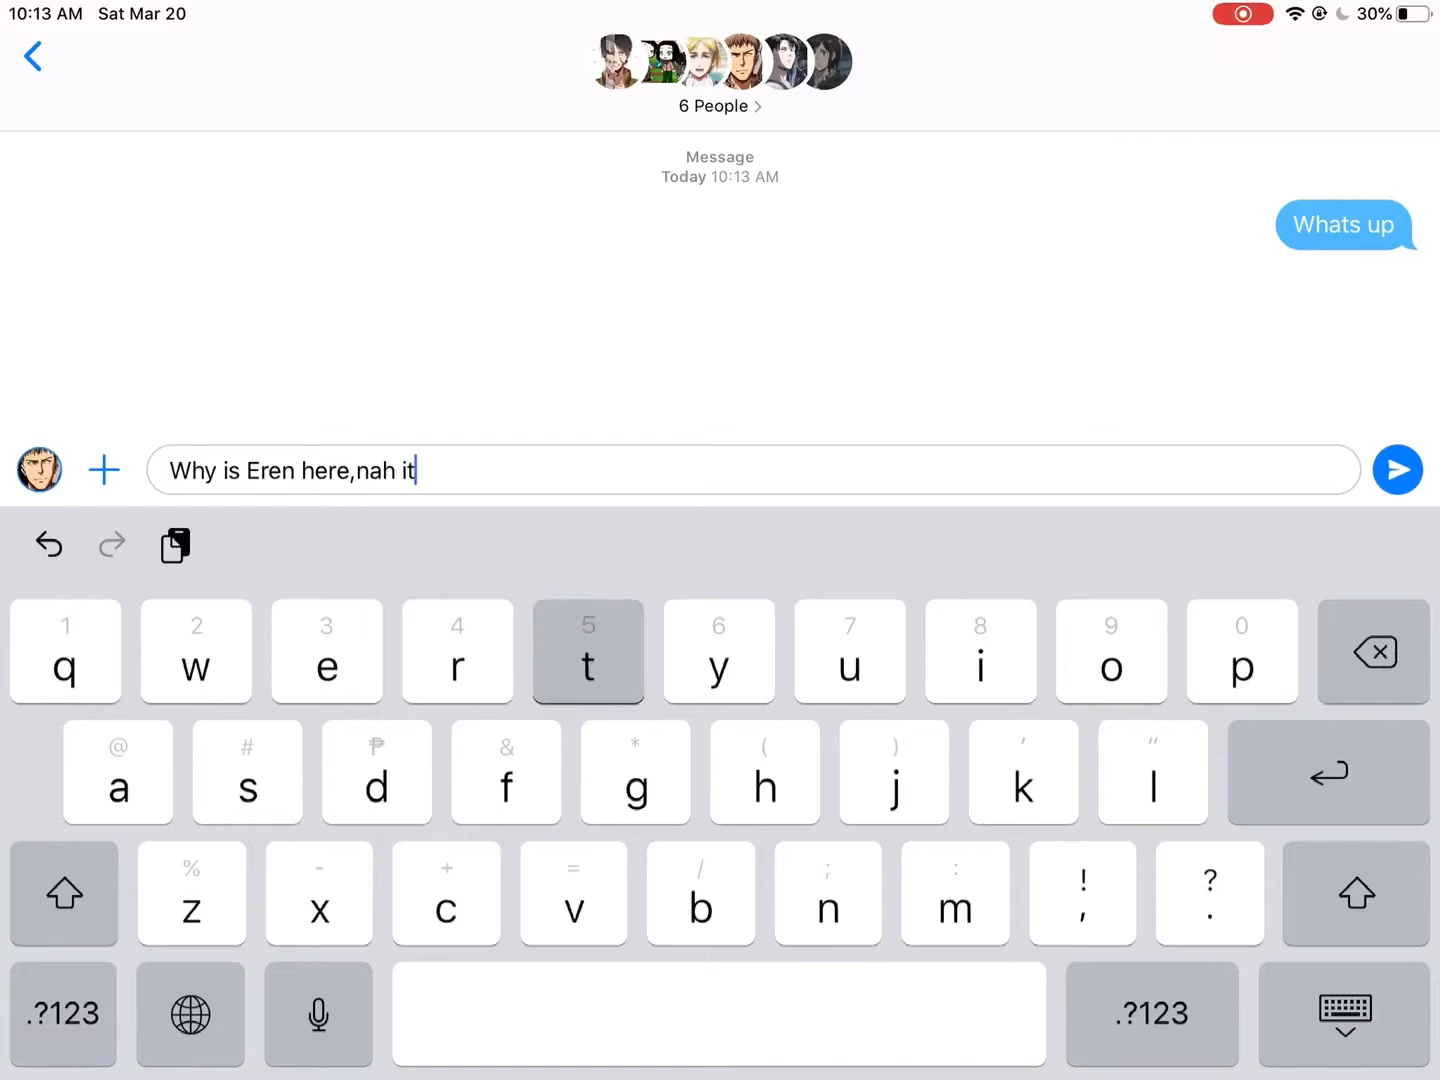 10:13 AM Sat Mar 20
30%
6 People >
Message
Today 10:13 AM
Whats up
Why is Eren here,nah it
1 2 3 4 5 6 7 8 9 0
q w e r t y u i o p
@ # ₱ & * ( ) ' "
a s d f g h j k l
% - + = / ; : ! ?
z x c v b n m , .
.?123 .?123